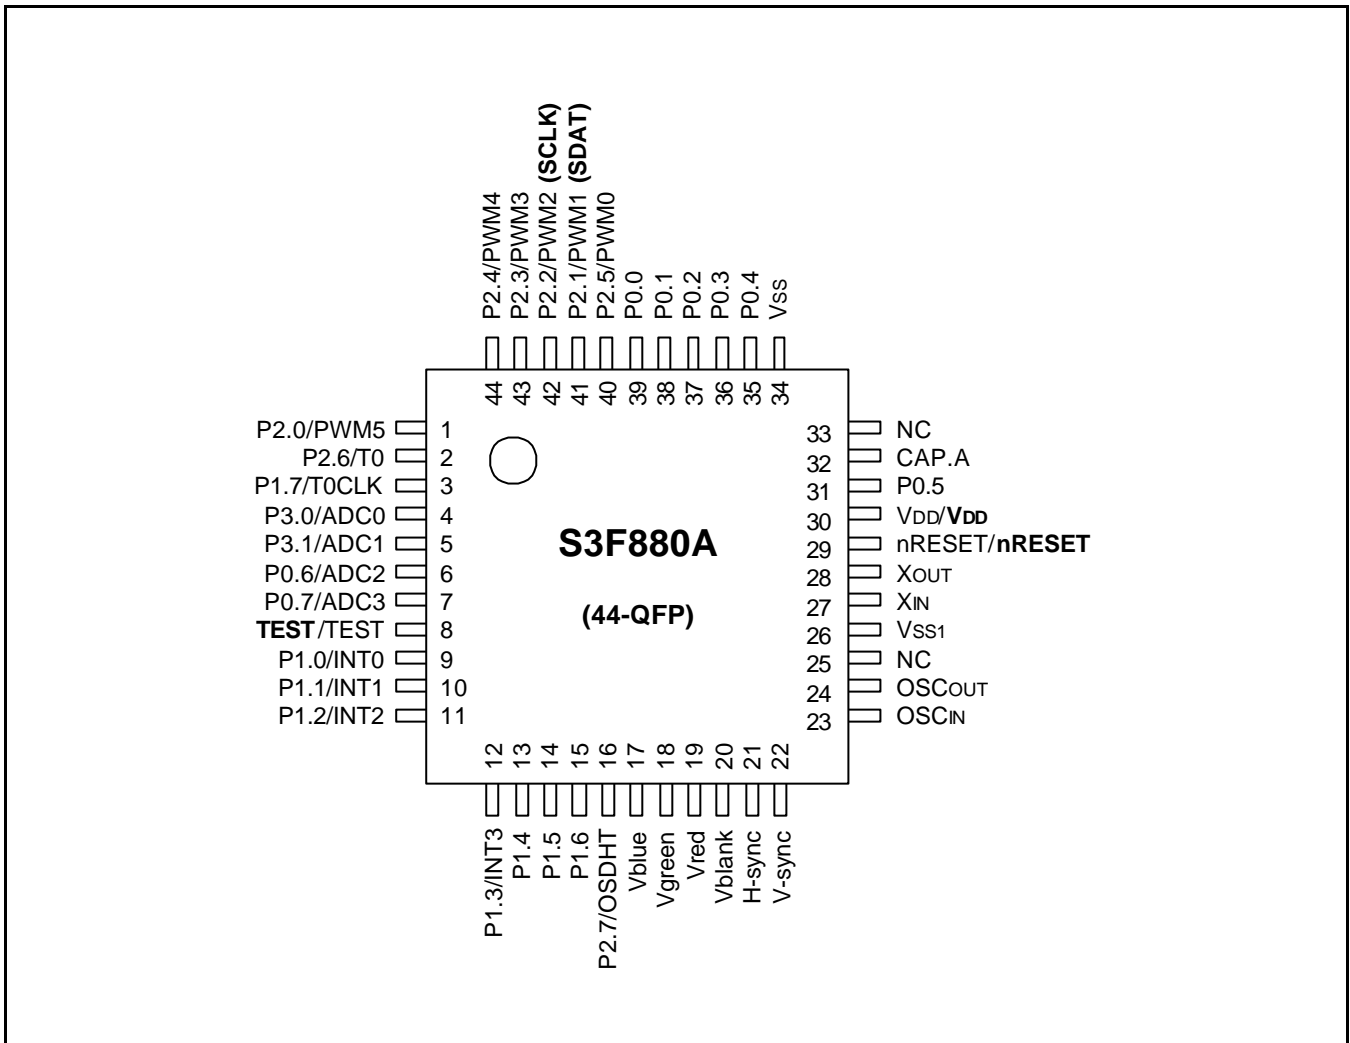 (SCLK)
(SDAT)
P2.4/PWM4
P2.3/PWM3
P2.2/PWM2
P2.1/PWM1
P2.5/PWM0
P0.0
P0.1
P0.2
P0.3
P0.4
VSS
44
43
42
41
40
39
38
37
36
35
34
P2.0/PWM5 1
P2.6/T0 2
P1.7/T0CLK 3
P3.0/ADC0 4
P3.1/ADC1 5
P0.6/ADC2 6
P0.7/ADC3 7
TEST/TEST 8
P1.0/INT0 9
P1.1/INT1 10
P1.2/INT2 11
S3F880A
(44-QFP)
33 NC
32 CAP.A
31 P0.5
30 VDD/VDD
29 nRESET/nRESET
28 XOUT
27 XIN
26 VSS1
25 NC
24 OSCOUT
23 OSCIN
12
13
14
15
16
17
18
19
20
21
22
P1.3/INT3
P1.4
P1.5
P1.6
P2.7/OSDHT
Vblue
Vgreen
Vred
Vblank
H-sync
V-sync